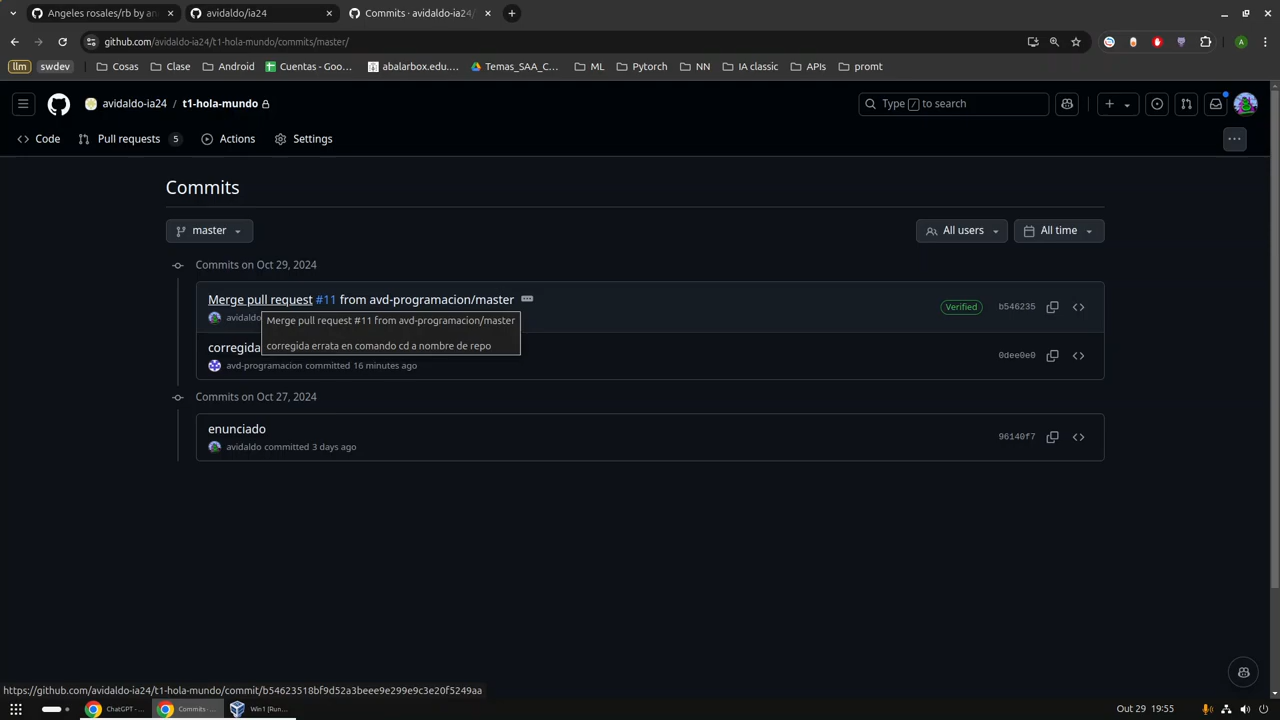 Angeles rosales/rb by an
avidaldo/ia24
Commits · avidaldo-ia24/
github.com/avidaldo-ia24/t1-hola-mundo/commits/master/
A
llm
swdev
Cosas
Clase
Android
Cuentas - Goo...
abalarbox.edu....
Temas_SAA_C...
ML
Pytorch
NN
IA classic
APIs
promt
avidaldo-ia24 / t1-hola-mundo
Type / to search
Code
Pull requests 5
Actions
Settings
Commits
master
All users
All time
Commits on Oct 29, 2024
Merge pull request #11 from avd-programacion/master
Verified
b546235
avidaldo
Merge pull request #11 from avd-programacion/master
corregida errata en comando cd a nombre de repo
corregida
0dee0e0
avd-programacion committed 16 minutes ago
Commits on Oct 27, 2024
enunciado
96140f7
avidaldo committed 3 days ago
https://github.com/avidaldo-ia24/t1-hola-mundo/commit/b54623518bf9d52a3beee9e299e9c3e20f5249aa
ChatGPT - ...
Commits · ...
Win1 [Run...
Out 29 19:55